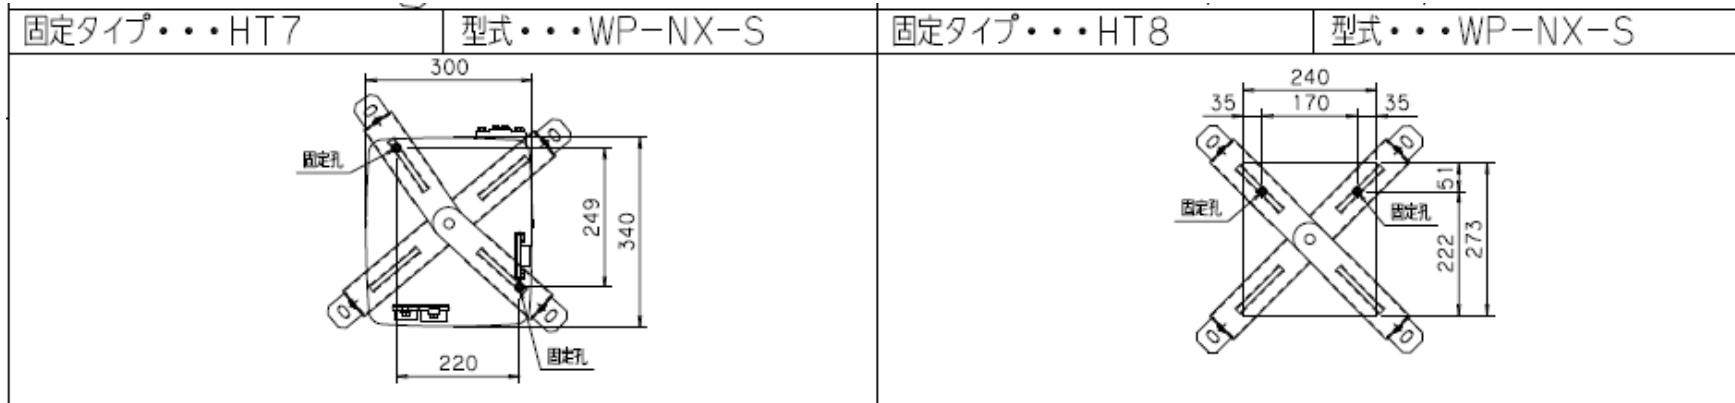 固定タイプ・・・HT7
型式・・・WP−NX−S
300
固定孔
249
340
220
固定孔
固定タイプ・・・HT8
型式・・・WP−NX−S
240
35
170
35
固定孔
固定孔
51
222
273